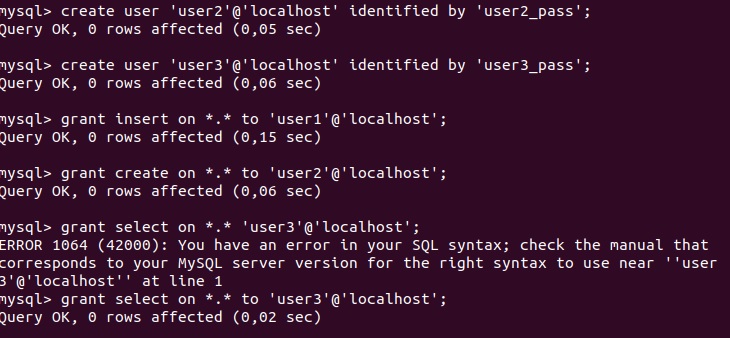 mysql> create user 'user2'@'localhost' identified by 'user2_pass';
Query OK, 0 rows affected (0,05 sec)
mysql> create user 'user3'@'localhost' identified by 'user3_pass';
Query OK, 0 rows affected (0,06 sec)
mysql> grant insert on *.* to 'user1'@'localhost';
Query OK, 0 rows affected (0,15 sec)
mysql> grant create on *.* to 'user2'@'localhost';
Query OK, 0 rows affected (0,06 sec)
mysql> grant select on *.* 'user3'@'localhost';
ERROR 1064 (42000): You have an error in your SQL syntax; check the manual that
corresponds to your MySQL server version for the right syntax to use near ''user
3'@'localhost'' at line 1
mysql> grant select on *.* to 'user3'@'localhost';
Query OK, 0 rows affected (0,02 sec)